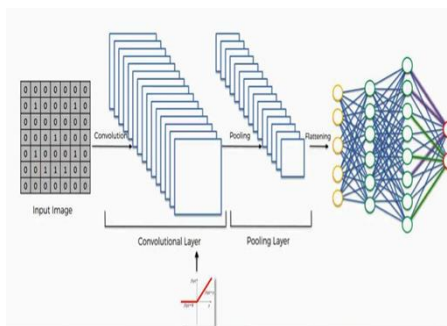 0 0 0 0 0 0 0
0 1 0 0 0 1 0
0 0 0 0 0 0 0
0 0 0 1 0 0 0
0 1 0 0 0 1 0
0 0 1 1 1 0 0
0 0 0 0 0 0 0
Convolution
Pooling
Flattening
Input Image
Convolutional Layer
Pooling Layer